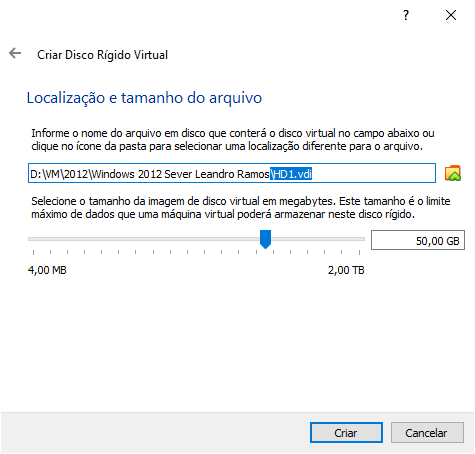 ?
Criar Disco Rígido Virtual
Localização e tamanho do arquivo
Informe o nome do arquivo em disco que conterá o disco virtual no campo abaixo ou
clique no ícone da pasta para selecionar uma localização diferente para o arquivo.
D:\VM\2012\Windows 2012 Sever Leandro Ramos\HD1.vdi
Selecione o tamanho da imagem de disco virtual em megabytes. Este tamanho é o limite
máximo de dados que uma máquina virtual poderá armazenar neste disco rígido.
50,00 GB
4,00 MB 2,00 TB
Criar Cancelar